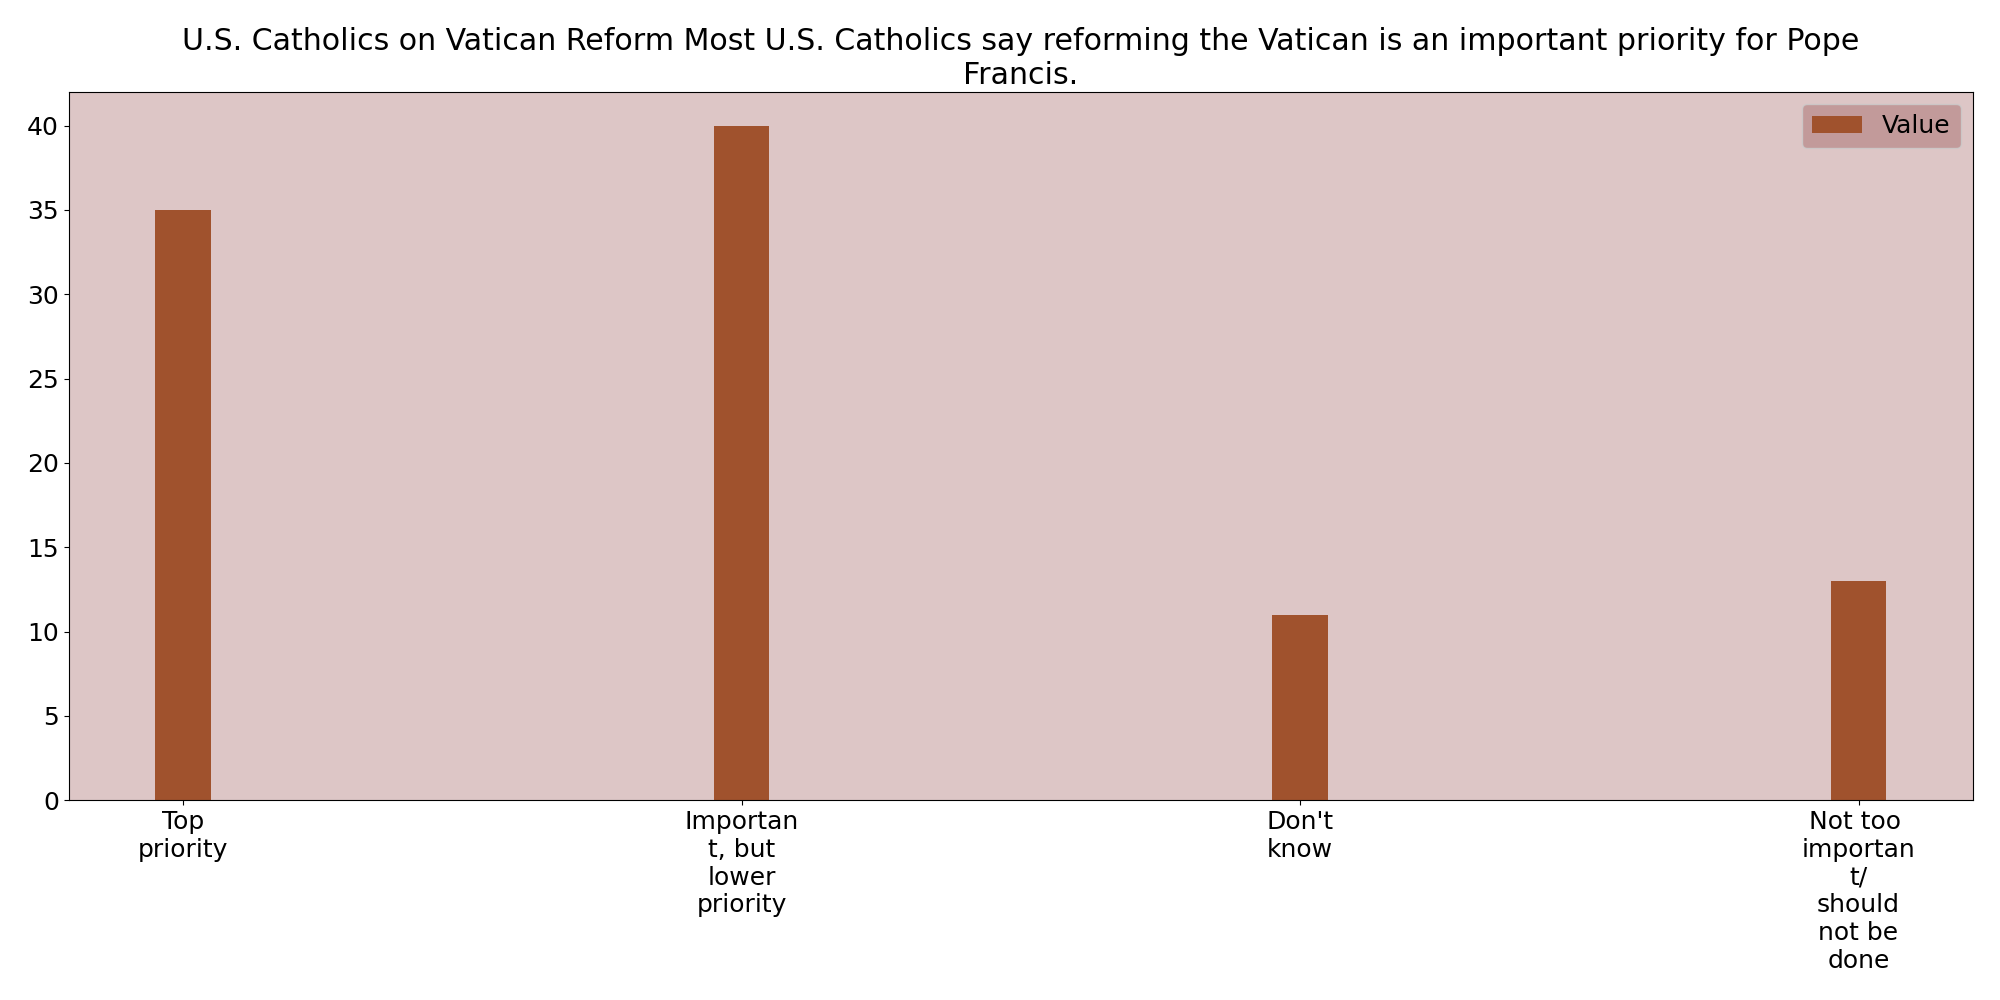 U.S. Catholics on Vatican Reform Most U.S. Catholics say reforming the Vatican is an important priority for Pope
Francis.
Value
40
35
30
25
20
15
10
5
0
Top
priority
Importan
t, but
lower
priority
Don't
know
Not too
importan
t/
should
not be
done